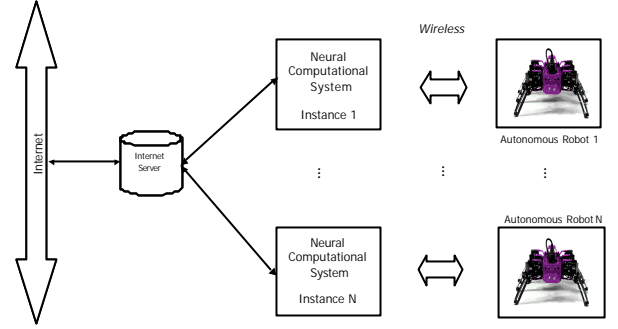 Internet
Internet
Server
Neural
Computational
System
Instance 1
Wireless
Autonomous Robot 1
...
...
...
Neural
Computational
System
Instance N
Autonomous Robot N